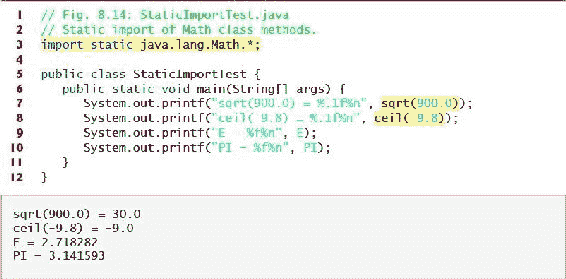 1 // Fig. 8.14: StaticImportTest.java
2 // Static import of Math class methods.
3 import static java.lang.Math.*;
4
5 public class StaticImportTest {
6 public static void main(String[] args) {
7 System.out.printf("sqrt(900.0) = %.1f%n", sqrt(900.0));
8 System.out.printf("ceil(-9.8) = %.1f%n", ceil(-9.8));
9 System.out.printf("E = %f%n", E);
10 System.out.printf("PI = %f%n", PI);
11 }
12 }
sqrt(900.0) = 30.0
ceil(-9.8) = -9.0
E = 2.718282
PI = 3.141593